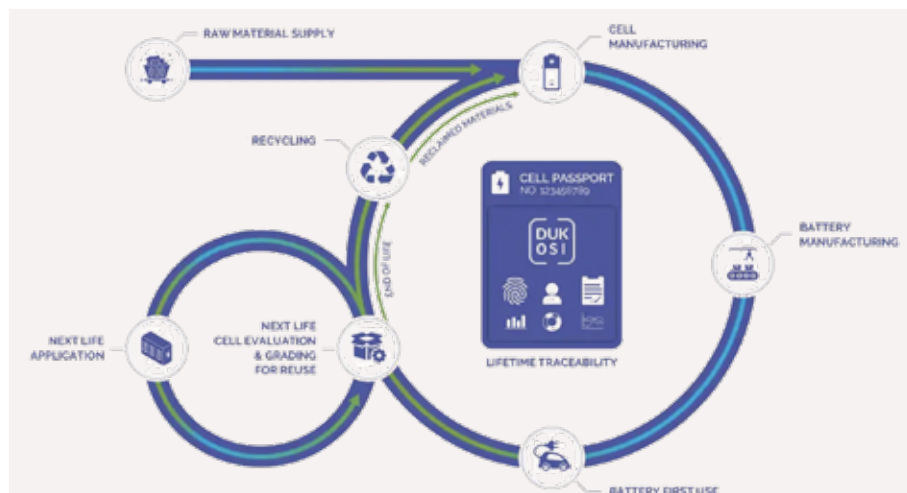 RAW MATERIAL SUPPLY
CELL
MANUFACTURING
RECLAIMED MATERIALS
RECYCLING
CELL PASSPORT
NO 123456789
DUK
OSI
BATTERY
MANUFACTURING
END OF LIFE
NEXT LIFE
APPLICATION
NEXT LIFE
CELL EVALUATION
& GRADING
FOR REUSE
LIFETIME TRACEABILITY
BATTERY FIRST USE